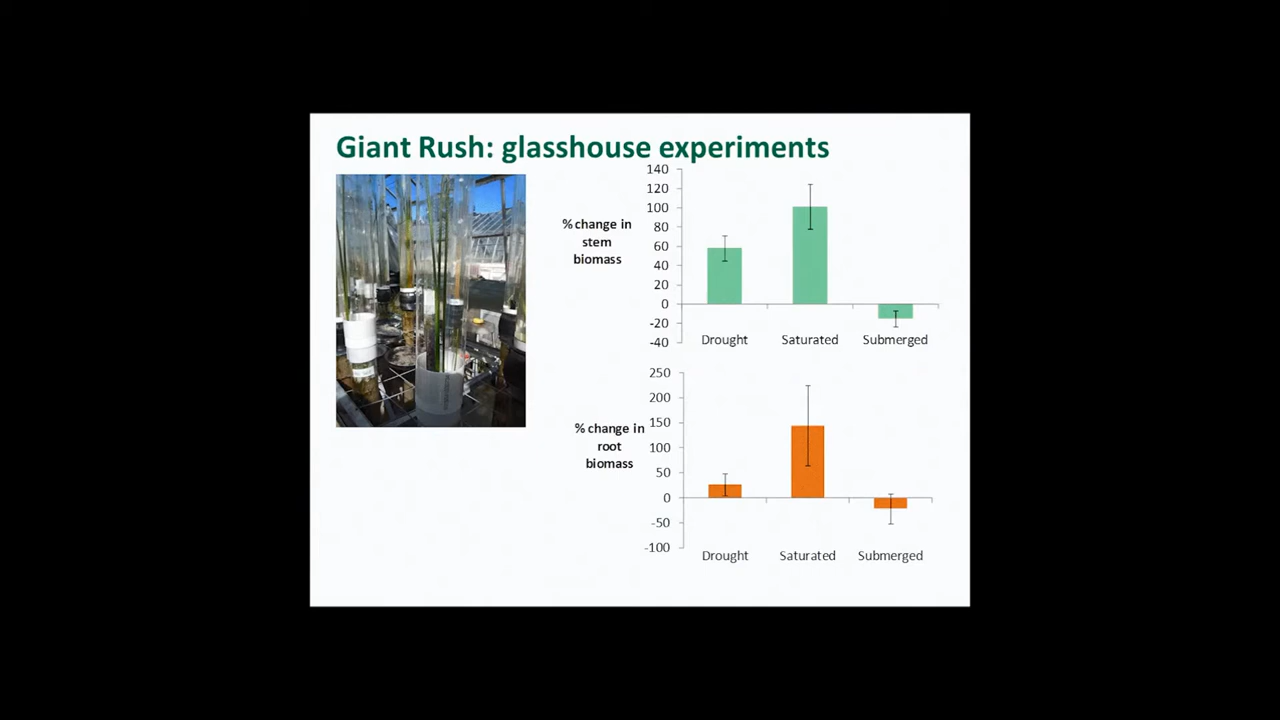 Giant Rush: glasshouse experiments
% change in
stem
biomass
140
120
100
80
60
40
20
0
-20
-40
Drought
Saturated
Submerged
% change in
root
biomass
250
200
150
100
50
0
-50
-100
Drought
Saturated
Submerged